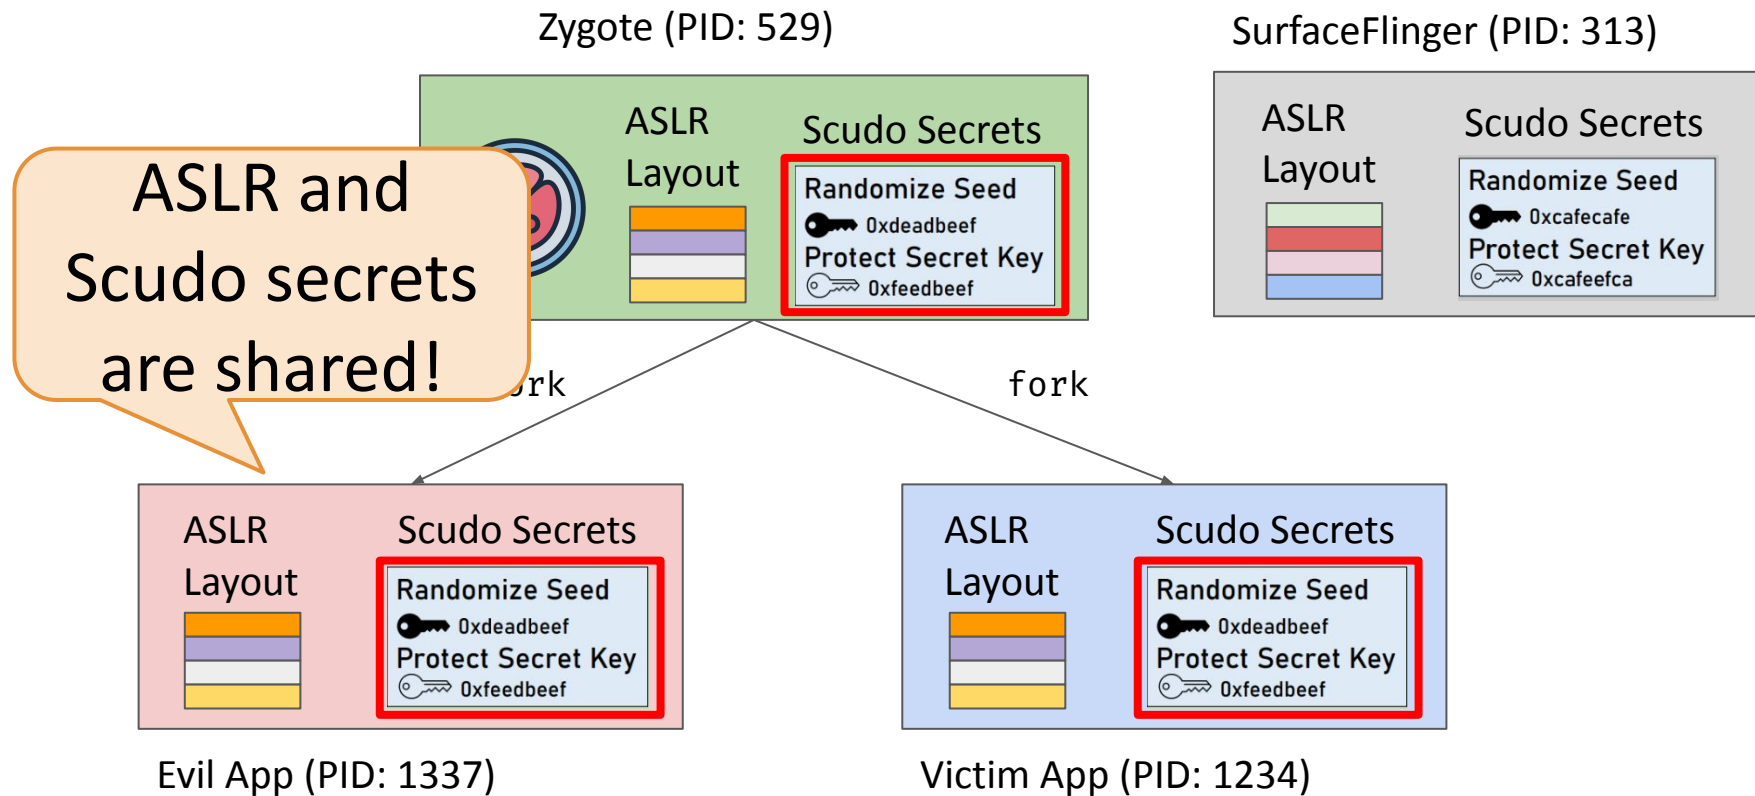 Zygote (PID: 529)
SurfaceFlinger (PID: 313)
ASLR
Layout
Scudo Secrets
Randomize Seed
0xdeadbeef
Protect Secret Key
0xfeedbeef
ASLR
Layout
Scudo Secrets
Randomize Seed
0xcafecafe
Protect Secret Key
0xcafeefca
ASLR and
Scudo secrets
are shared!
fork
ASLR
Layout
Scudo Secrets
Randomize Seed
0xdeadbeef
Protect Secret Key
0xfeedbeef
ASLR
Layout
Scudo Secrets
Randomize Seed
0xdeadbeef
Protect Secret Key
0xfeedbeef
Evil App (PID: 1337)
Victim App (PID: 1234)